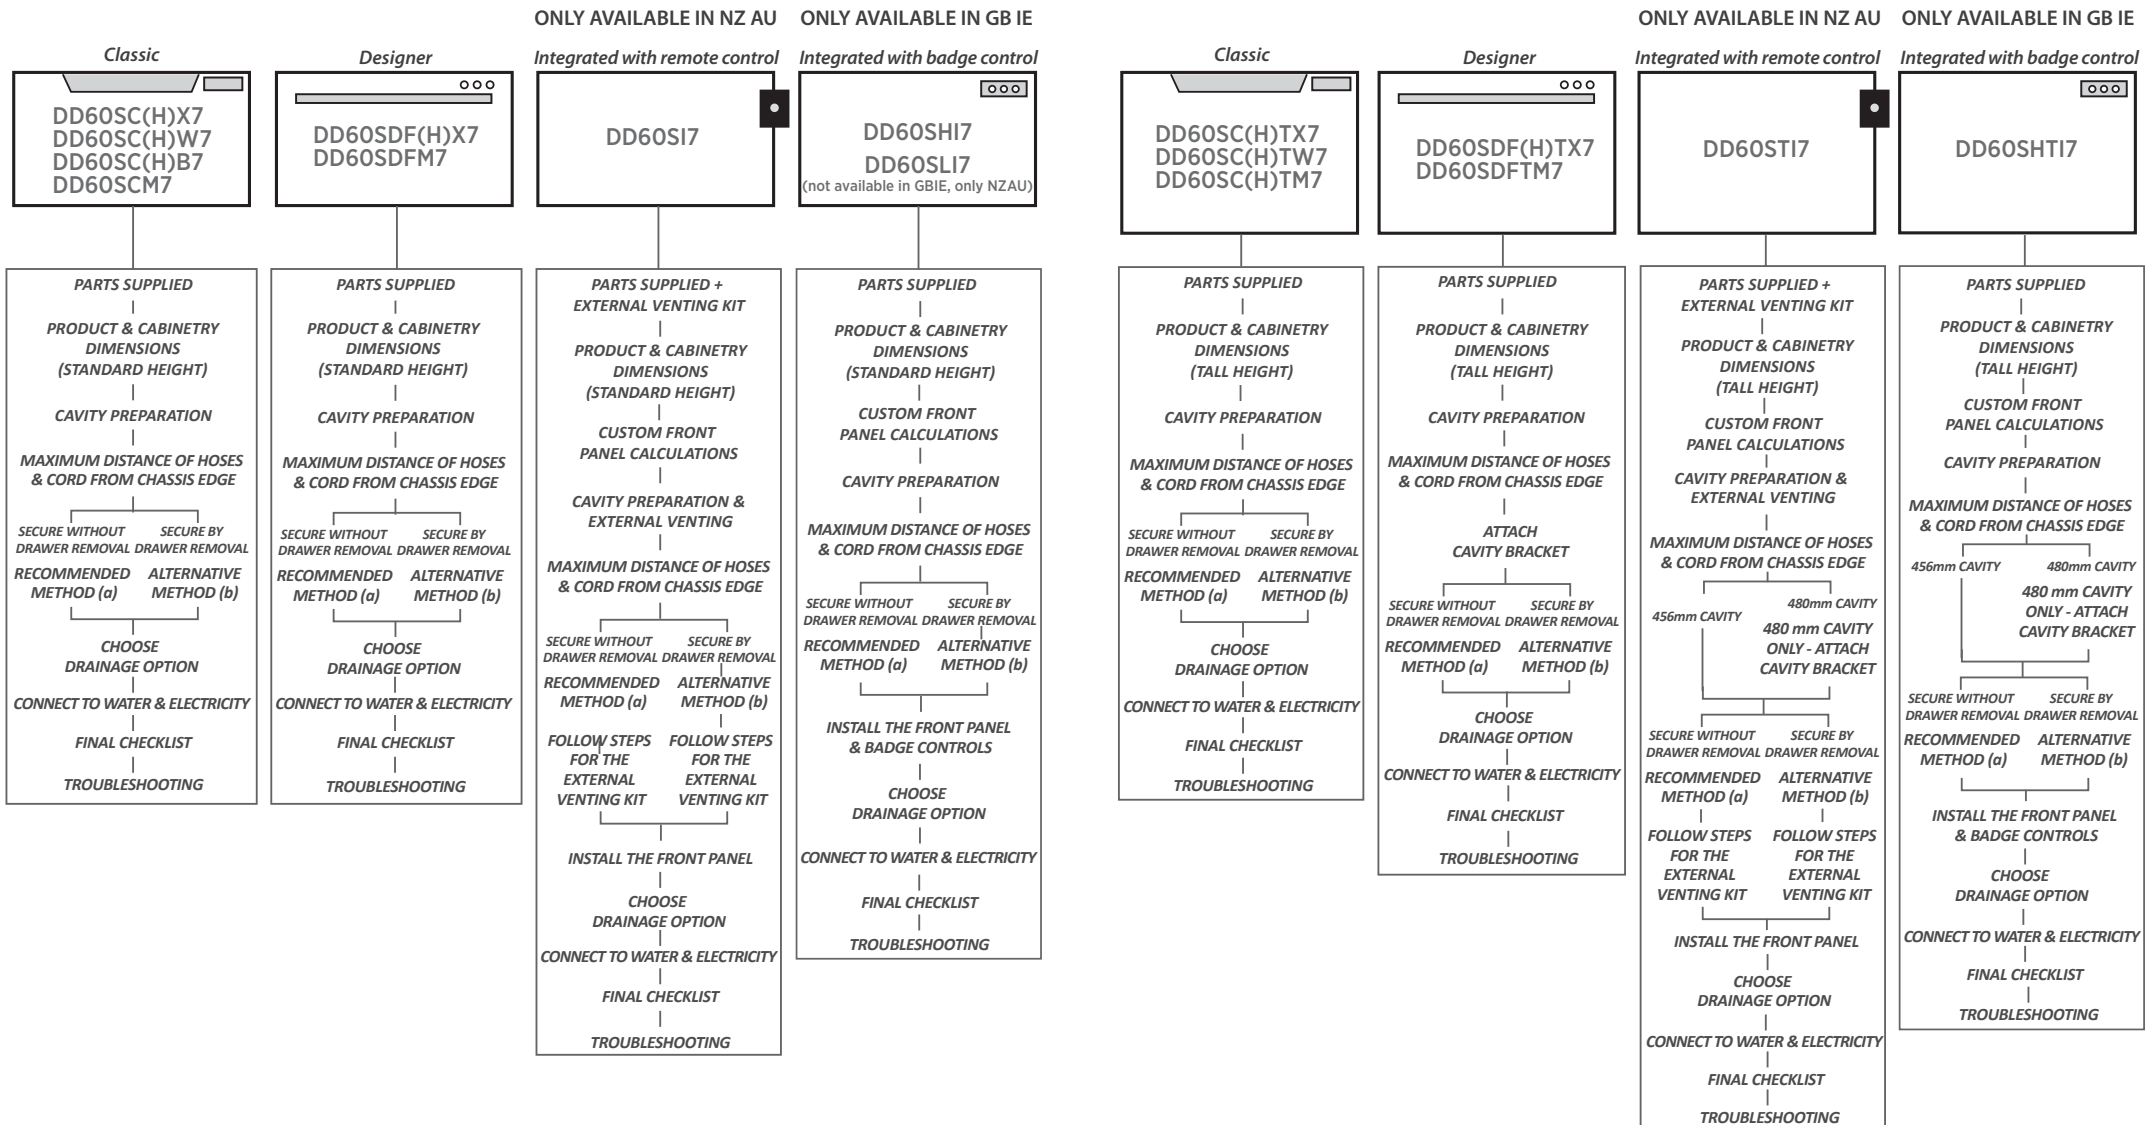 ONLY AVAILABLE IN NZ AU
ONLY AVAILABLE IN GB IE
ONLY AVAILABLE IN NZ AU
ONLY AVAILABLE IN GB IE
Classic
DD60SC(H)X7
DD60SC(H)W7
DD60SC(H)B7
DD60SCM7
PARTS SUPPLIED
PRODUCT & CABINETRY
DIMENSIONS
(STANDARD HEIGHT)
CAVITY PREPARATION
MAXIMUM DISTANCE OF HOSES
& CORD FROM CHASSIS EDGE
SECURE WITHOUT
DRAWER REMOVAL
SECURE BY
DRAWER REMOVAL
RECOMMENDED
METHOD (a)
ALTERNATIVE
METHOD (b)
CHOOSE
DRAINAGE OPTION
CONNECT TO WATER & ELECTRICITY
FINAL CHECKLIST
TROUBLESHOOTING
Designer
DD60SDF(H)X7
DD60SDFM7
PARTS SUPPLIED
PRODUCT & CABINETRY
DIMENSIONS
(STANDARD HEIGHT)
CAVITY PREPARATION
MAXIMUM DISTANCE OF HOSES
& CORD FROM CHASSIS EDGE
SECURE WITHOUT
DRAWER REMOVAL
SECURE BY
DRAWER REMOVAL
RECOMMENDED
METHOD (a)
ALTERNATIVE
METHOD (b)
CHOOSE
DRAINAGE OPTION
CONNECT TO WATER & ELECTRICITY
FINAL CHECKLIST
TROUBLESHOOTING
Integrated with remote control
DD60SI7
PARTS SUPPLIED +
EXTERNAL VENTING KIT
PRODUCT & CABINETRY
DIMENSIONS
(STANDARD HEIGHT)
CUSTOM FRONT
PANEL CALCULATIONS
CAVITY PREPARATION &
EXTERNAL VENTING
MAXIMUM DISTANCE OF HOSES
& CORD FROM CHASSIS EDGE
SECURE WITHOUT
DRAWER REMOVAL
SECURE BY
DRAWER REMOVAL
RECOMMENDED
METHOD (a)
ALTERNATIVE
METHOD (b)
FOLLOW STEPS
FOR THE
EXTERNAL
VENTING KIT
FOLLOW STEPS
FOR THE
EXTERNAL
VENTING KIT
INSTALL THE FRONT PANEL
CHOOSE
DRAINAGE OPTION
CONNECT TO WATER & ELECTRICITY
FINAL CHECKLIST
TROUBLESHOOTING
Integrated with badge control
DD60SHI7
DD60SLI7
(not available in GBIE, only NZAU)
PARTS SUPPLIED
PRODUCT & CABINETRY
DIMENSIONS
(STANDARD HEIGHT)
CUSTOM FRONT
PANEL CALCULATIONS
CAVITY PREPARATION
MAXIMUM DISTANCE OF HOSES
& CORD FROM CHASSIS EDGE
SECURE WITHOUT
DRAWER REMOVAL
SECURE BY
DRAWER REMOVAL
RECOMMENDED
METHOD (a)
ALTERNATIVE
METHOD (b)
INSTALL THE FRONT PANEL
& BADGE CONTROLS
CHOOSE
DRAINAGE OPTION
CONNECT TO WATER & ELECTRICITY
FINAL CHECKLIST
TROUBLESHOOTING
Classic
DD60SC(H)TX7
DD60SC(H)TW7
DD60SC(H)TM7
PARTS SUPPLIED
PRODUCT & CABINETRY
DIMENSIONS
(TALL HEIGHT)
CAVITY PREPARATION
MAXIMUM DISTANCE OF HOSES
& CORD FROM CHASSIS EDGE
SECURE WITHOUT
DRAWER REMOVAL
SECURE BY
DRAWER REMOVAL
RECOMMENDED
METHOD (a)
ALTERNATIVE
METHOD (b)
CHOOSE
DRAINAGE OPTION
CONNECT TO WATER & ELECTRICITY
FINAL CHECKLIST
TROUBLESHOOTING
Designer
DD60SDF(H)TX7
DD60SDFTM7
PARTS SUPPLIED
PRODUCT & CABINETRY
DIMENSIONS
(TALL HEIGHT)
CAVITY PREPARATION
MAXIMUM DISTANCE OF HOSES
& CORD FROM CHASSIS EDGE
ATTACH
CAVITY BRACKET
SECURE WITHOUT
DRAWER REMOVAL
SECURE BY
DRAWER REMOVAL
RECOMMENDED
METHOD (a)
ALTERNATIVE
METHOD (b)
CHOOSE
DRAINAGE OPTION
CONNECT TO WATER & ELECTRICITY
FINAL CHECKLIST
TROUBLESHOOTING
Integrated with remote control
DD60STI7
PARTS SUPPLIED +
EXTERNAL VENTING KIT
PRODUCT & CABINETRY
DIMENSIONS
(TALL HEIGHT)
CUSTOM FRONT
PANEL CALCULATIONS
CAVITY PREPARATION &
EXTERNAL VENTING
MAXIMUM DISTANCE OF HOSES
& CORD FROM CHASSIS EDGE
456mm CAVITY
480mm CAVITY
480 mm CAVITY
ONLY - ATTACH
CAVITY BRACKET
SECURE WITHOUT
DRAWER REMOVAL
SECURE BY
DRAWER REMOVAL
RECOMMENDED
METHOD (a)
ALTERNATIVE
METHOD (b)
FOLLOW STEPS
FOR THE
EXTERNAL
VENTING KIT
FOLLOW STEPS
FOR THE
EXTERNAL
VENTING KIT
INSTALL THE FRONT PANEL
CHOOSE
DRAINAGE OPTION
CONNECT TO WATER & ELECTRICITY
FINAL CHECKLIST
TROUBLESHOOTING
Integrated with badge control
DD60SHTI7
PARTS SUPPLIED
PRODUCT & CABINETRY
DIMENSIONS
(TALL HEIGHT)
CUSTOM FRONT
PANEL CALCULATIONS
CAVITY PREPARATION
MAXIMUM DISTANCE OF HOSES
& CORD FROM CHASSIS EDGE
456mm CAVITY
480mm CAVITY
480 mm CAVITY
ONLY - ATTACH
CAVITY BRACKET
SECURE WITHOUT
DRAWER REMOVAL
SECURE BY
DRAWER REMOVAL
RECOMMENDED
METHOD (a)
ALTERNATIVE
METHOD (b)
INSTALL THE FRONT PANEL
& BADGE CONTROLS
CHOOSE
DRAINAGE OPTION
CONNECT TO WATER & ELECTRICITY
FINAL CHECKLIST
TROUBLESHOOTING